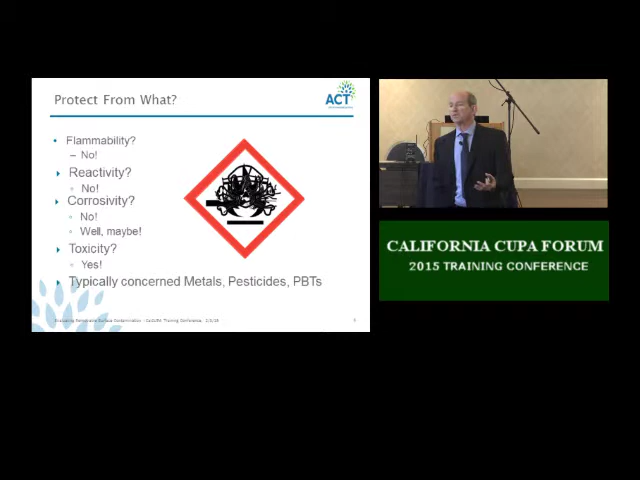 Protect From What?
ACT
Flammability?
– No!
Reactivity?
No!
Corrosivity?
No!
Well, maybe!
Toxicity?
Yes!
Typically concerned Metals, Pesticides, PBTs
CALIFORNIA CUPA FORUM
2015 TRAINING CONFERENCE